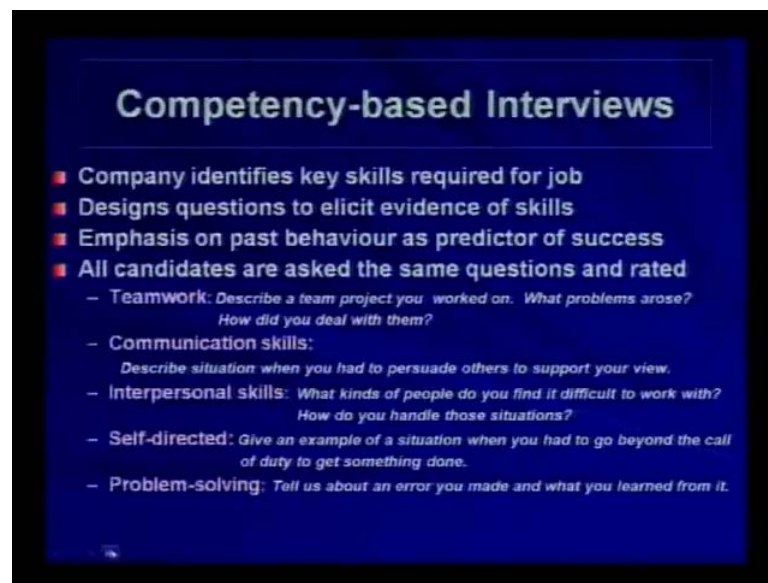 Competency-based Interviews
Company identifies key skills required for job
Designs questions to elicit evidence of skills
Emphasis on past behaviour as predictor of success
All candidates are asked the same questions and rated
– Teamwork: Describe a team project you worked on. What problems arose?
How did you deal with them?
– Communication skills:
Describe situation when you had to persuade others to support your view.
– Interpersonal skills: What kinds of people do you find it difficult to work with?
How do you handle those situations?
– Self-directed: Give an example of a situation when you had to go beyond the call
of duty to get something done.
– Problem-solving: Tell us about an error you made and what you learned from it.